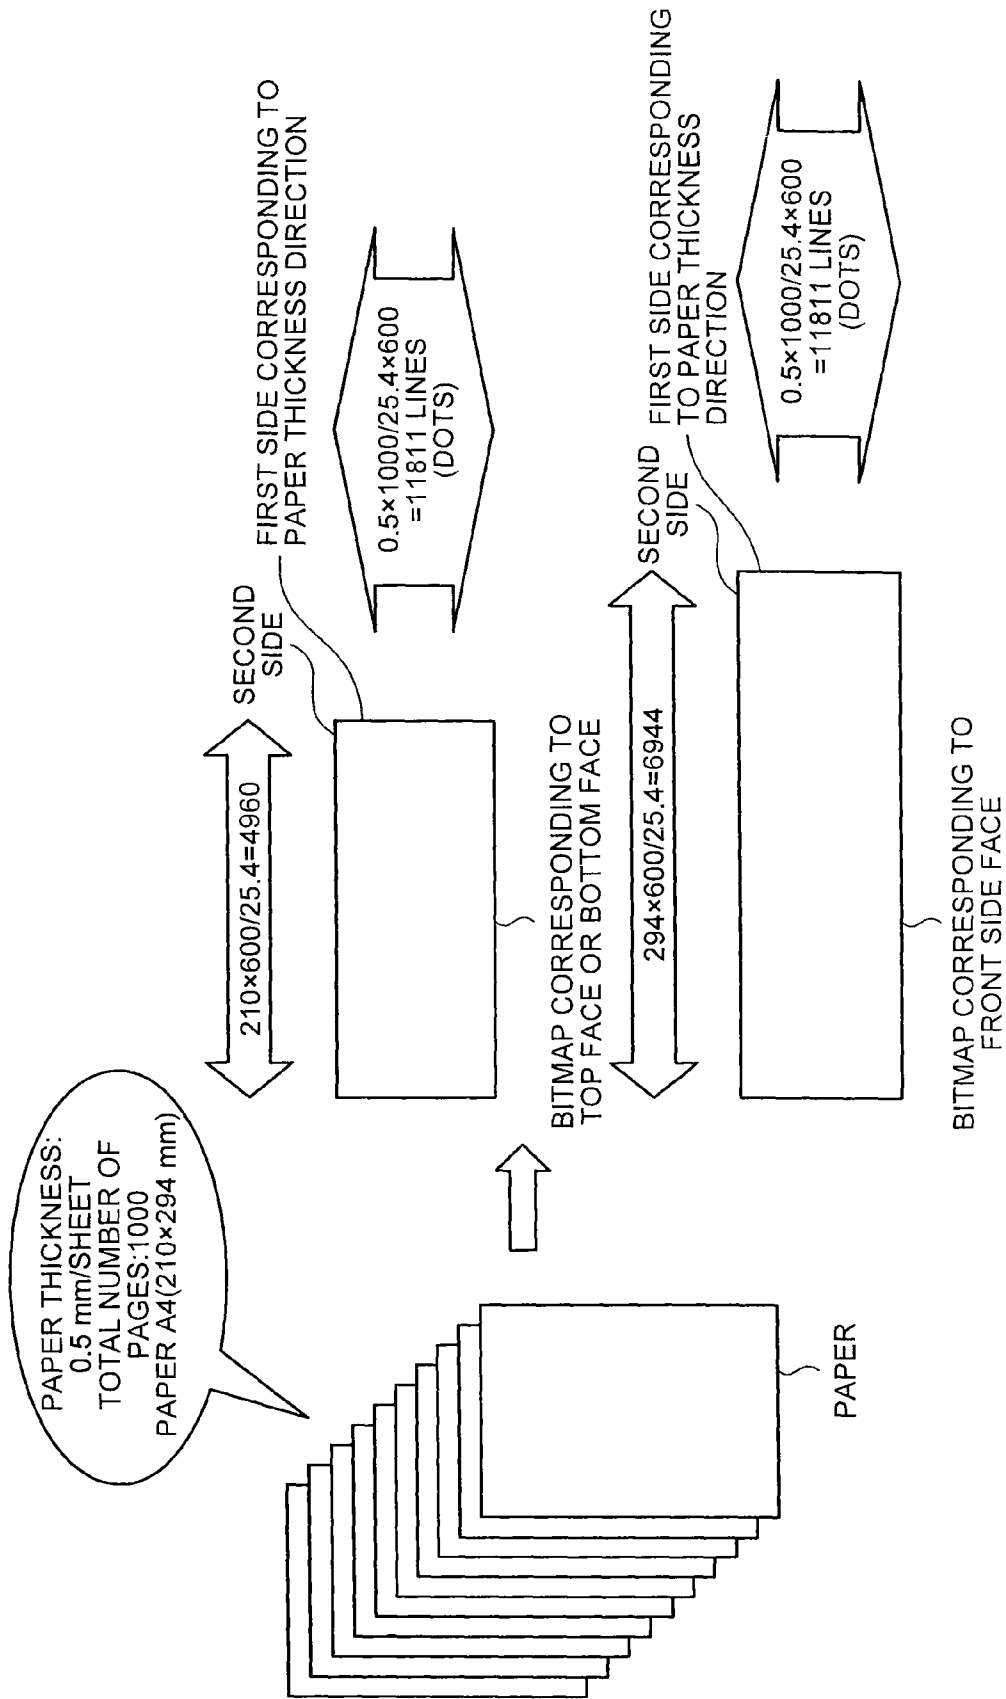 PAPER THICKNESS:
0.5 mm/SHEET
TOTAL NUMBER OF
PAGES:1000
PAPER A4(210×294 mm)
PAPER
210×600/25.4=4960
SECOND
SIDE
FIRST SIDE CORRESPONDING TO
PAPER THICKNESS DIRECTION
0.5×1000/25.4×600
=11811 LINES
(DOTS)
BITMAP CORRESPONDING TO
TOP FACE OR BOTTOM FACE
294×600/25.4=6944
SECOND
SIDE
FIRST SIDE CORRESPONDING
TO PAPER THICKNESS
DIRECTION
0.5×1000/25.4×600
=11811 LINES
(DOTS)
BITMAP CORRESPONDING TO
FRONT SIDE FACE